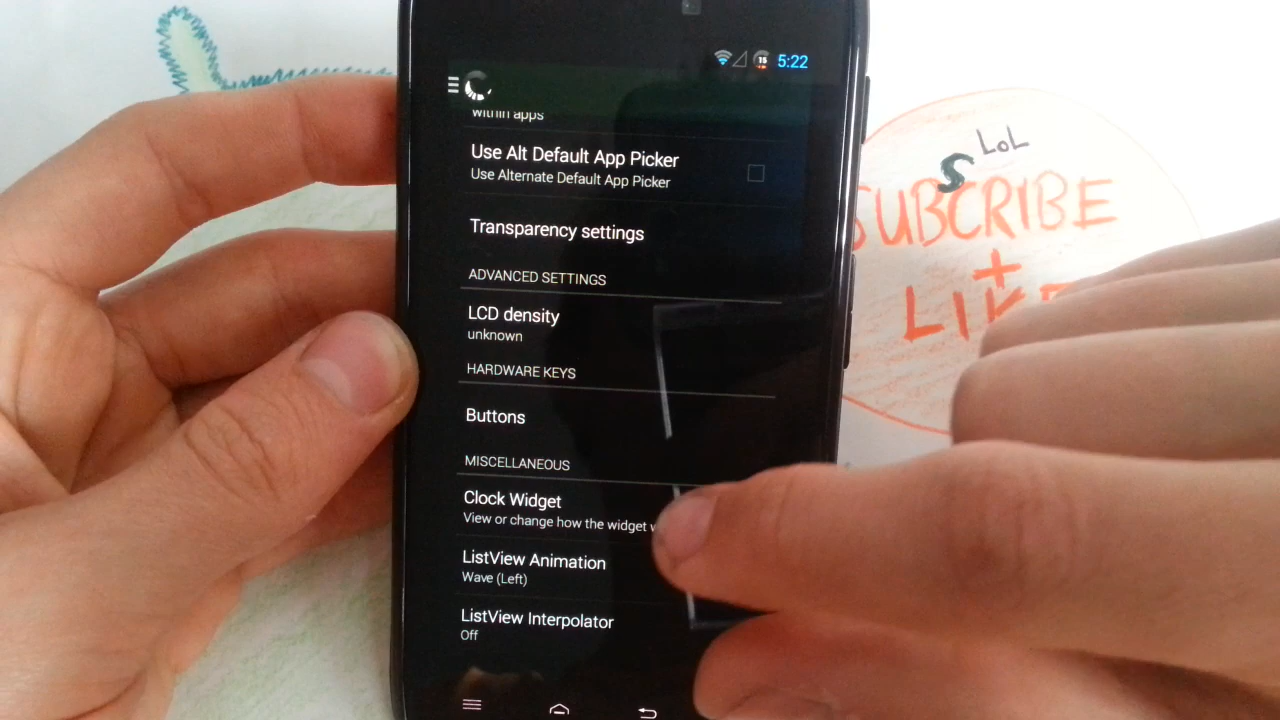 15 5:22
within apps
Use Alt Default App Picker
Use Alternate Default App Picker
Transparency settings
ADVANCED SETTINGS
LCD density
unknown
HARDWARE KEYS
Buttons
MISCELLANEOUS
Clock Widget
View or change how the widget
ListView Animation
Wave (Left)
ListView Interpolator
Off
LOL
S
SUBCRIBE
+
LIKE